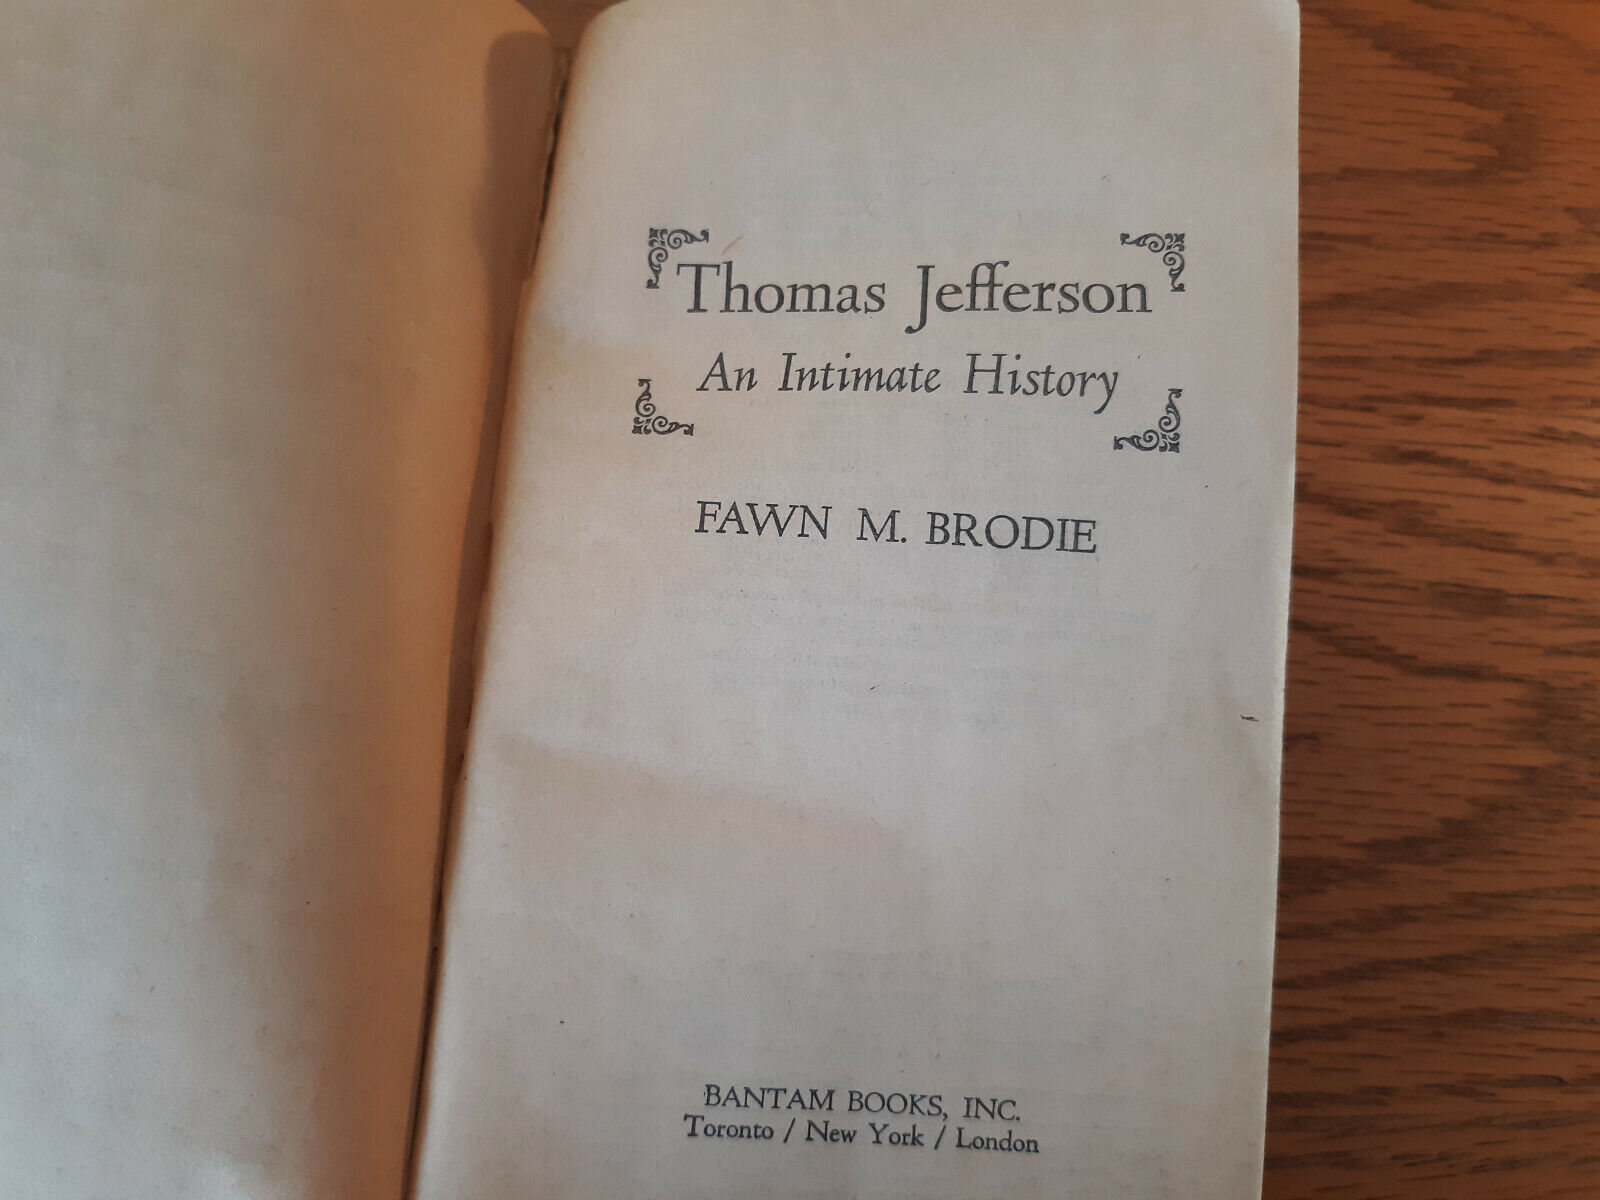 Thomas Jefferson
An Intimate History
FAWN M. BRODIE
BANTAM BOOKS, INC.
Toronto / New York / London